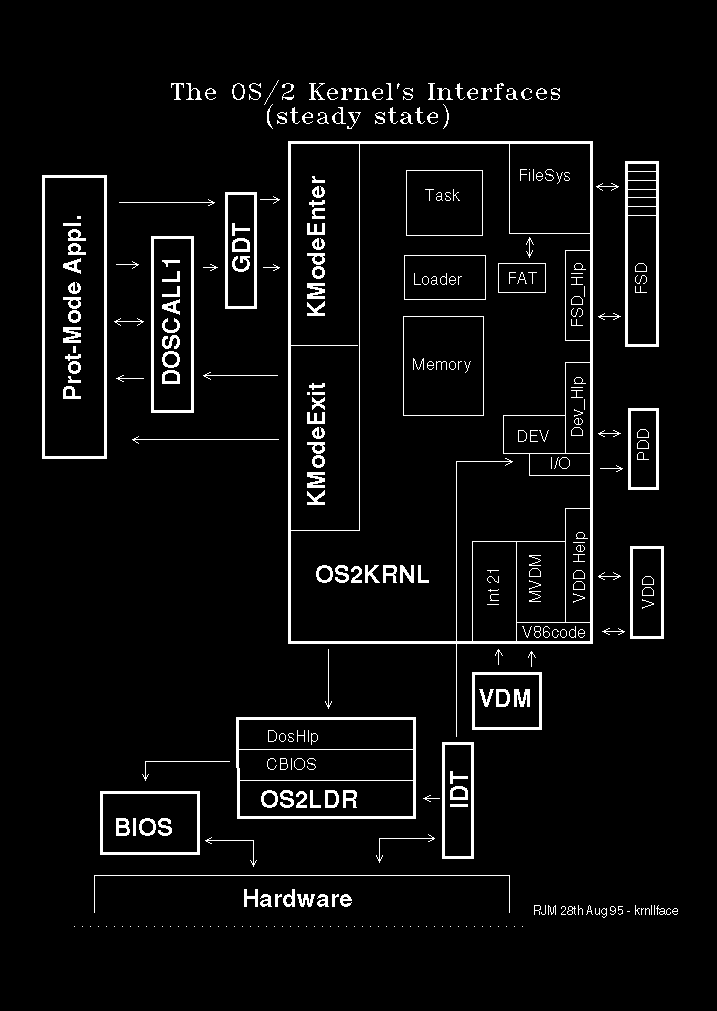 The OS/2 Kernel's Interfaces
(steady state)
Prot-Mode Appl.
DOSCALL1
GDT
KModeEnter
KModeExit
Task
Loader
Memory
FileSys
FAT
FSD_Hlp
FSD
Dev_Hlp
DEV
I/O
PDD
OS2KRNL
Int 21
MVDM
VDD Help
V86code
VDD
VDM
DosHlp
CBIOS
OS2LDR
IDT
BIOS
Hardware
RJM 28th Aug 95 - krnlface